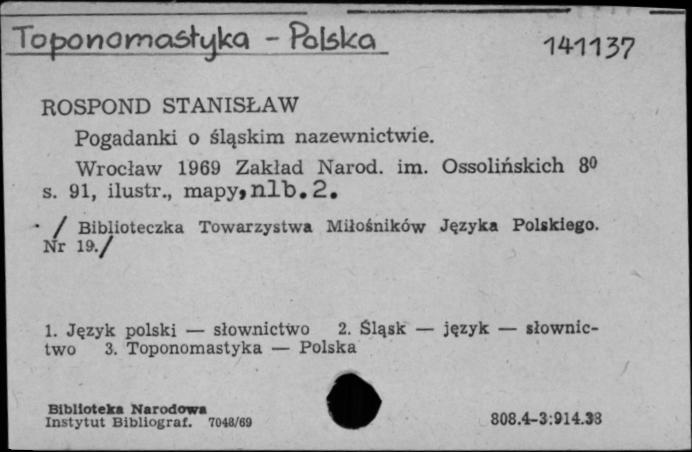 Toponomastyka - Polska
141137
ROSPOND STANISŁAW
Pogadanki o śląskim nazewnictwie.
Wrocław 1969 Zakład Narod. im. Ossolińskich 8⁰
s. 91, ilustr., mapy, nlb. 2.
/ Biblioteczka Towarzystwa Miłośników Języka Polskiego.
Nr 19./
1. Język polski — słownictwo 2. Śląsk — język — słownic-
two 3. Toponomastyka — Polska
Biblioteka Narodowa
Instytut Bibliograf. 7048/69
808.4-3:914.38